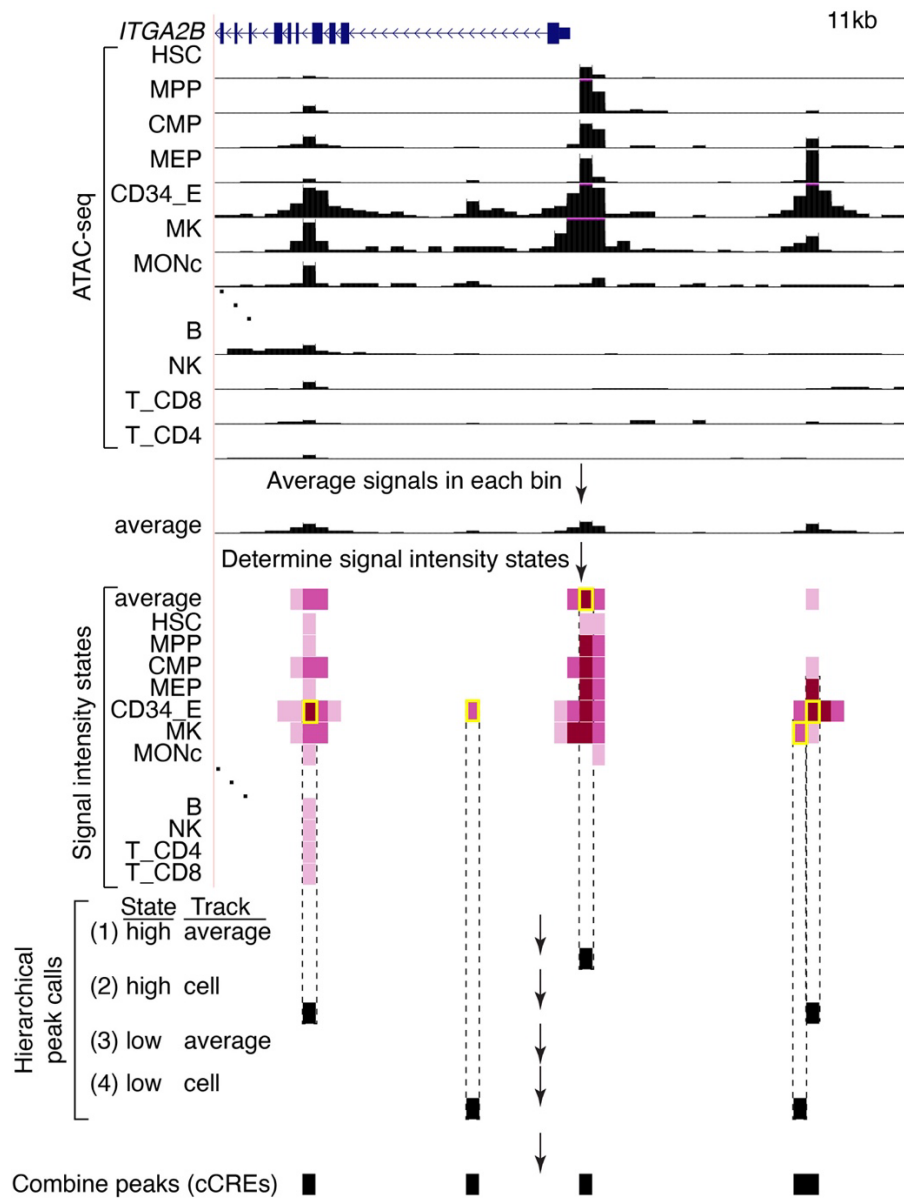 11kb
ITGA2B
HSC
MPP
CMP
MEP
CD34_E
MK
MONc
B
NK
T_CD8
T_CD4
ATAC-seq
Average signals in each bin
average
Determine signal intensity states
average
HSC
MPP
CMP
MEP
CD34_E
MK
MONc
B
NK
T_CD4
T_CD8
Signal intensity states
State Track
(1) high average
(2) high cell
(3) low average
(4) low cell
Hierarchical
peak calls
Combine peaks (cCREs)